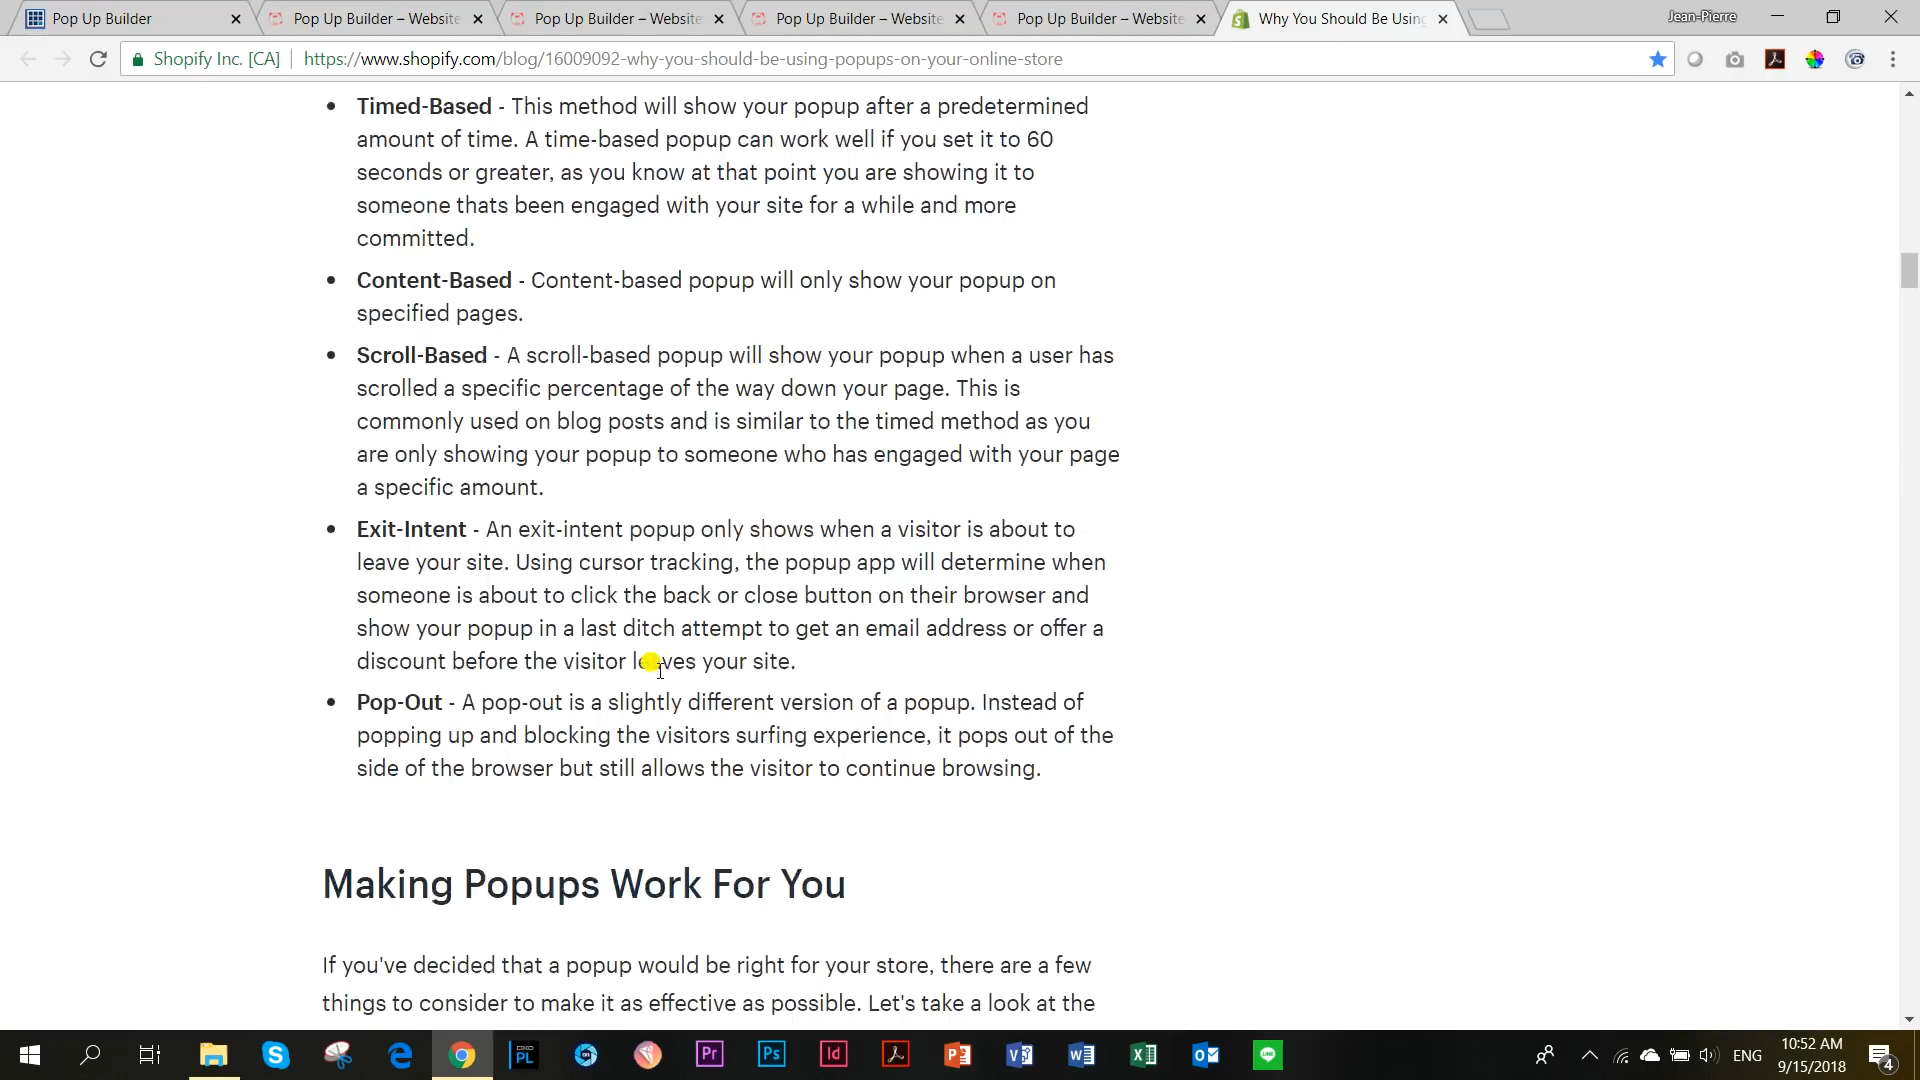 Pop Up Builder
Pop Up Builder – Website
Pop Up Builder – Website
Pop Up Builder – Website
Pop Up Builder – Website
Why You Should Be Using
Jean-Pierre
Shopify Inc. [CA]
https://www.shopify.com/blog/16009092-why-you-should-be-using-popups-on-your-online-store
• Timed-Based - This method will show your popup after a predetermined
amount of time. A time-based popup can work well if you set it to 60
seconds or greater, as you know at that point you are showing it to
someone thats been engaged with your site for a while and more
committed.
• Content-Based - Content-based popup will only show your popup on
specified pages.
• Scroll-Based - A scroll-based popup will show your popup when a user has
scrolled a specific percentage of the way down your page. This is
commonly used on blog posts and is similar to the timed method as you
are only showing your popup to someone who has engaged with your page
a specific amount.
• Exit-Intent - An exit-intent popup only shows when a visitor is about to
leave your site. Using cursor tracking, the popup app will determine when
someone is about to click the back or close button on their browser and
show your popup in a last ditch attempt to get an email address or offer a
discount before the visitor leaves your site.
• Pop-Out - A pop-out is a slightly different version of a popup. Instead of
popping up and blocking the visitors surfing experience, it pops out of the
side of the browser but still allows the visitor to continue browsing.
Making Popups Work For You
If you've decided that a popup would be right for your store, there are a few
things to consider to make it as effective as possible. Let's take a look at the
PL
Pr
Ps
Id
ENG
10:52 AM
9/15/2018
4